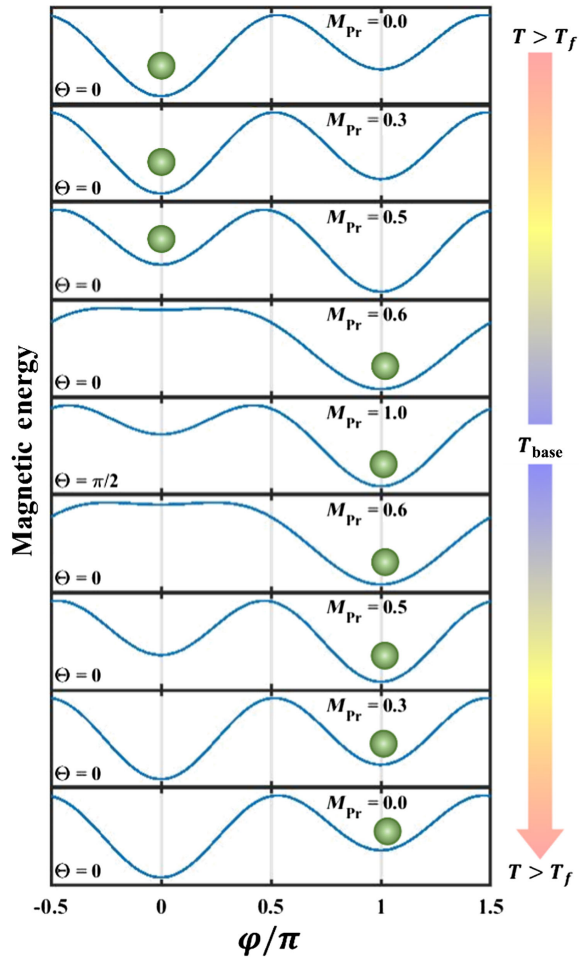 M_Pr = 0.0
Θ = 0
M_Pr = 0.3
Θ = 0
M_Pr = 0.5
Θ = 0
M_Pr = 0.6
Θ = 0
M_Pr = 1.0
Θ = π/2
M_Pr = 0.6
Θ = 0
M_Pr = 0.5
Θ = 0
M_Pr = 0.3
Θ = 0
M_Pr = 0.0
Θ = 0
Magnetic energy
-0.5 0 0.5 1 1.5
φ/π
T > T_f
T_base
T > T_f